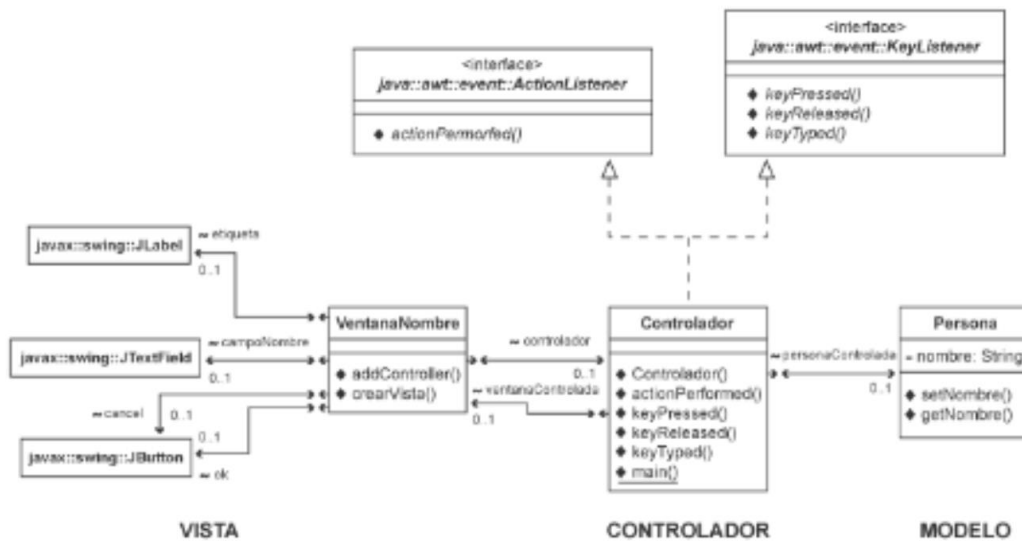 <interface>
java::awt::event::KeyListener
keyPressed()
keyReleased()
keyTyped()
<interface>
java::awt::event::ActionListener
actionPermorfed()
javax::swing::JLabel
~ etiqueta
0..1
javax::swing::JTextField
~ campoNombre
0..1
javax::swing::JButton
~ cancel
0..1
0..1
~ ok
VentanaNombre
addController()
crearVista()
~ controlador
0..1
~ ventanaControlada
0..1
Controlador
Controlador()
actionPerformed()
keyPressed()
keyReleased()
keyTyped()
main()
~ personaControlada
0..1
Persona
- nombre: String
setNombre()
getNombre()
VISTA
CONTROLADOR
MODELO